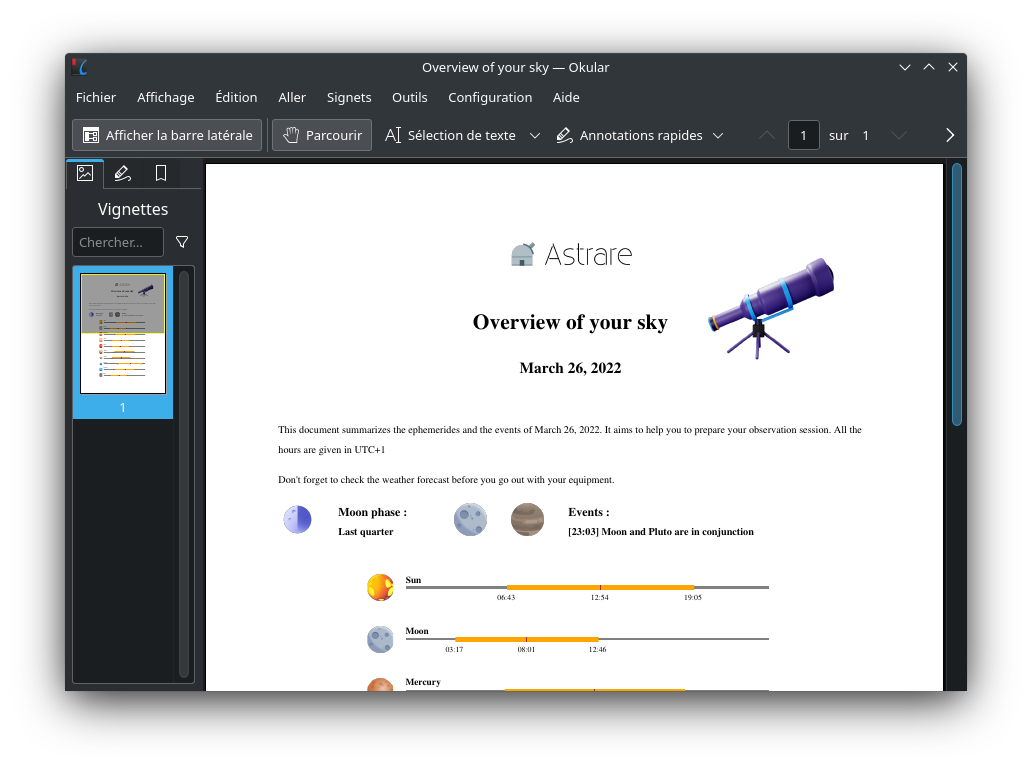 Overview of your sky — Okular
Fichier Affichage Édition Aller Signets Outils Configuration Aide
Afficher la barre latérale Parcourir Sélection de texte Annotations rapides 1 sur 1
Vignettes
Chercher...
1
Astrare
Overview of your sky
March 26, 2022
This document summarizes the ephemerides and the events of March 26, 2022. It aims to help you to prepare your observation session. All the
hours are given in UTC+1
Don't forget to check the weather forecast before you go out with your equipment.
Moon phase : Events :
Last quarter [23:03] Moon and Pluto are in conjunction
Sun
06:43 12:54 19:05
Moon
03:17 08:01 12:46
Mercury